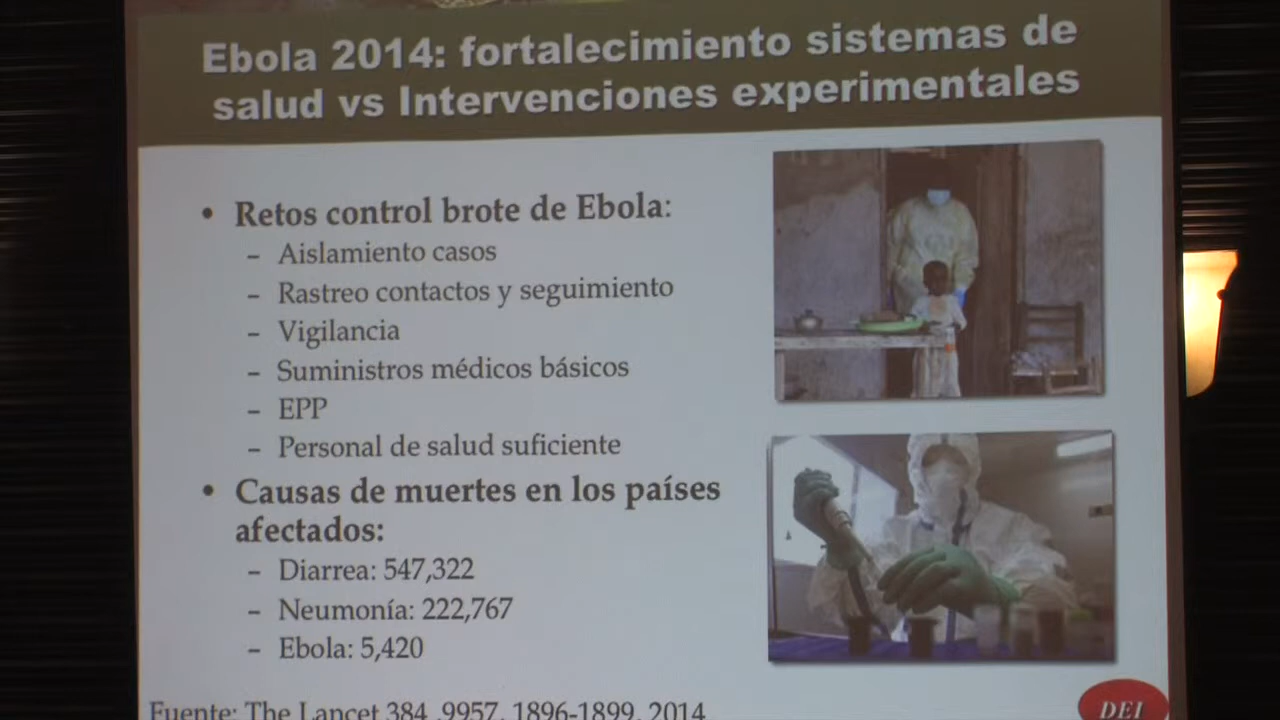 Ebola 2014: fortalecimiento sistemas de
salud vs Intervenciones experimentales
• Retos control brote de Ebola:
– Aislamiento casos
– Rastreo contactos y seguimiento
– Vigilancia
– Suministros médicos básicos
– EPP
– Personal de salud suficiente
• Causas de muertes en los países
afectados:
– Diarrea: 547,322
– Neumonía: 222,767
– Ebola: 5,420
Fuente: The Lancet 384 ,9957, 1896-1899, 2014
DEI